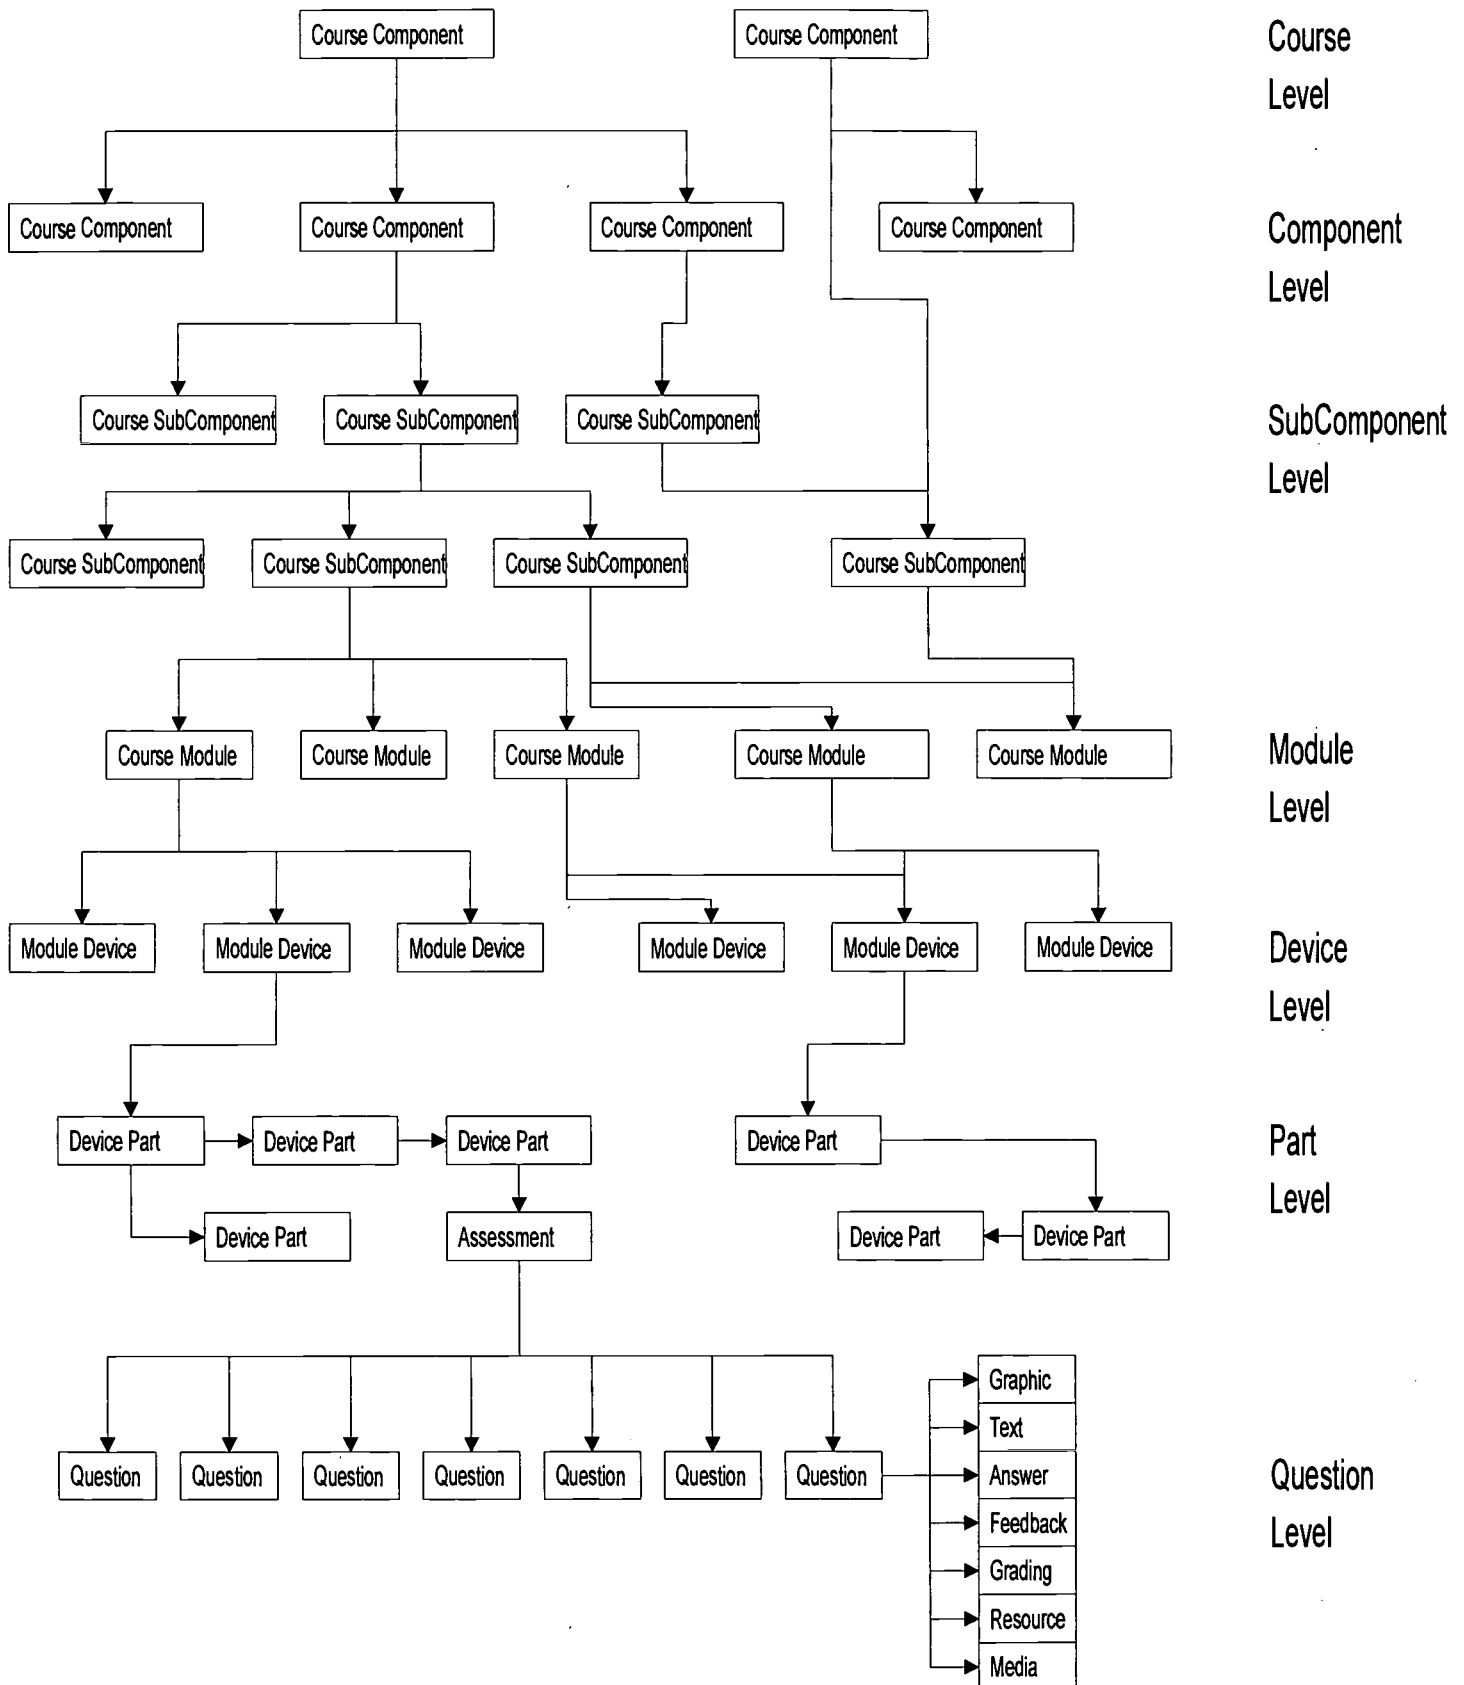 Course Component
Course Component
Course
Level
Course Component
Course Component
Course Component
Course Component
Component
Level
Course SubComponent
Course SubComponent
Course SubComponent
SubComponent
Level
Course SubComponent
Course SubComponent
Course SubComponent
Course SubComponent
Course Module
Course Module
Course Module
Course Module
Course Module
Module
Level
Module Device
Module Device
Module Device
Module Device
Module Device
Module Device
Device
Level
Device Part
Device Part
Device Part
Device Part
Part
Level
Device Part
Assessment
Device Part
Device Part
Question
Question
Question
Question
Question
Question
Question
Graphic
Text
Answer
Feedback
Grading
Resource
Media
Question
Level